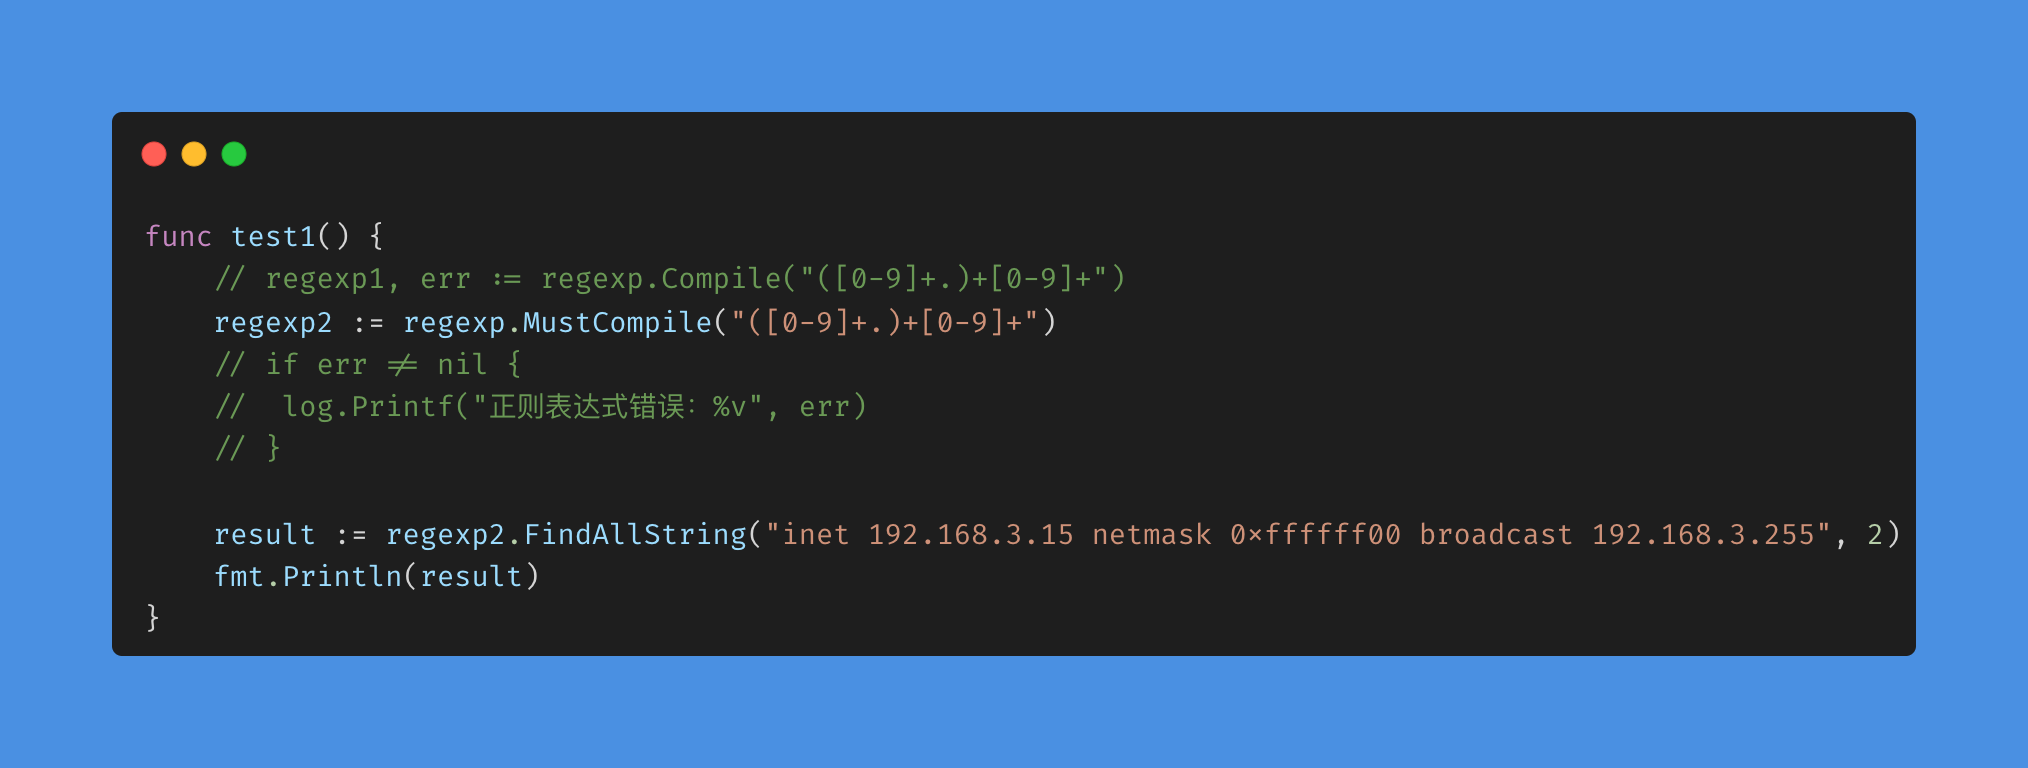 func test1() {
    // regexp1, err := regexp.Compile("([0-9]+.)+[0-9]+")
    regexp2 := regexp.MustCompile("([0-9]+.)+[0-9]+")
    // if err != nil {
    //  log.Printf("正则表达式错误：%v", err)
    // }
    result := regexp2.FindAllString("inet 192.168.3.15 netmask 0xffffff00 broadcast 192.168.3.255", 2)
    fmt.Println(result)
}